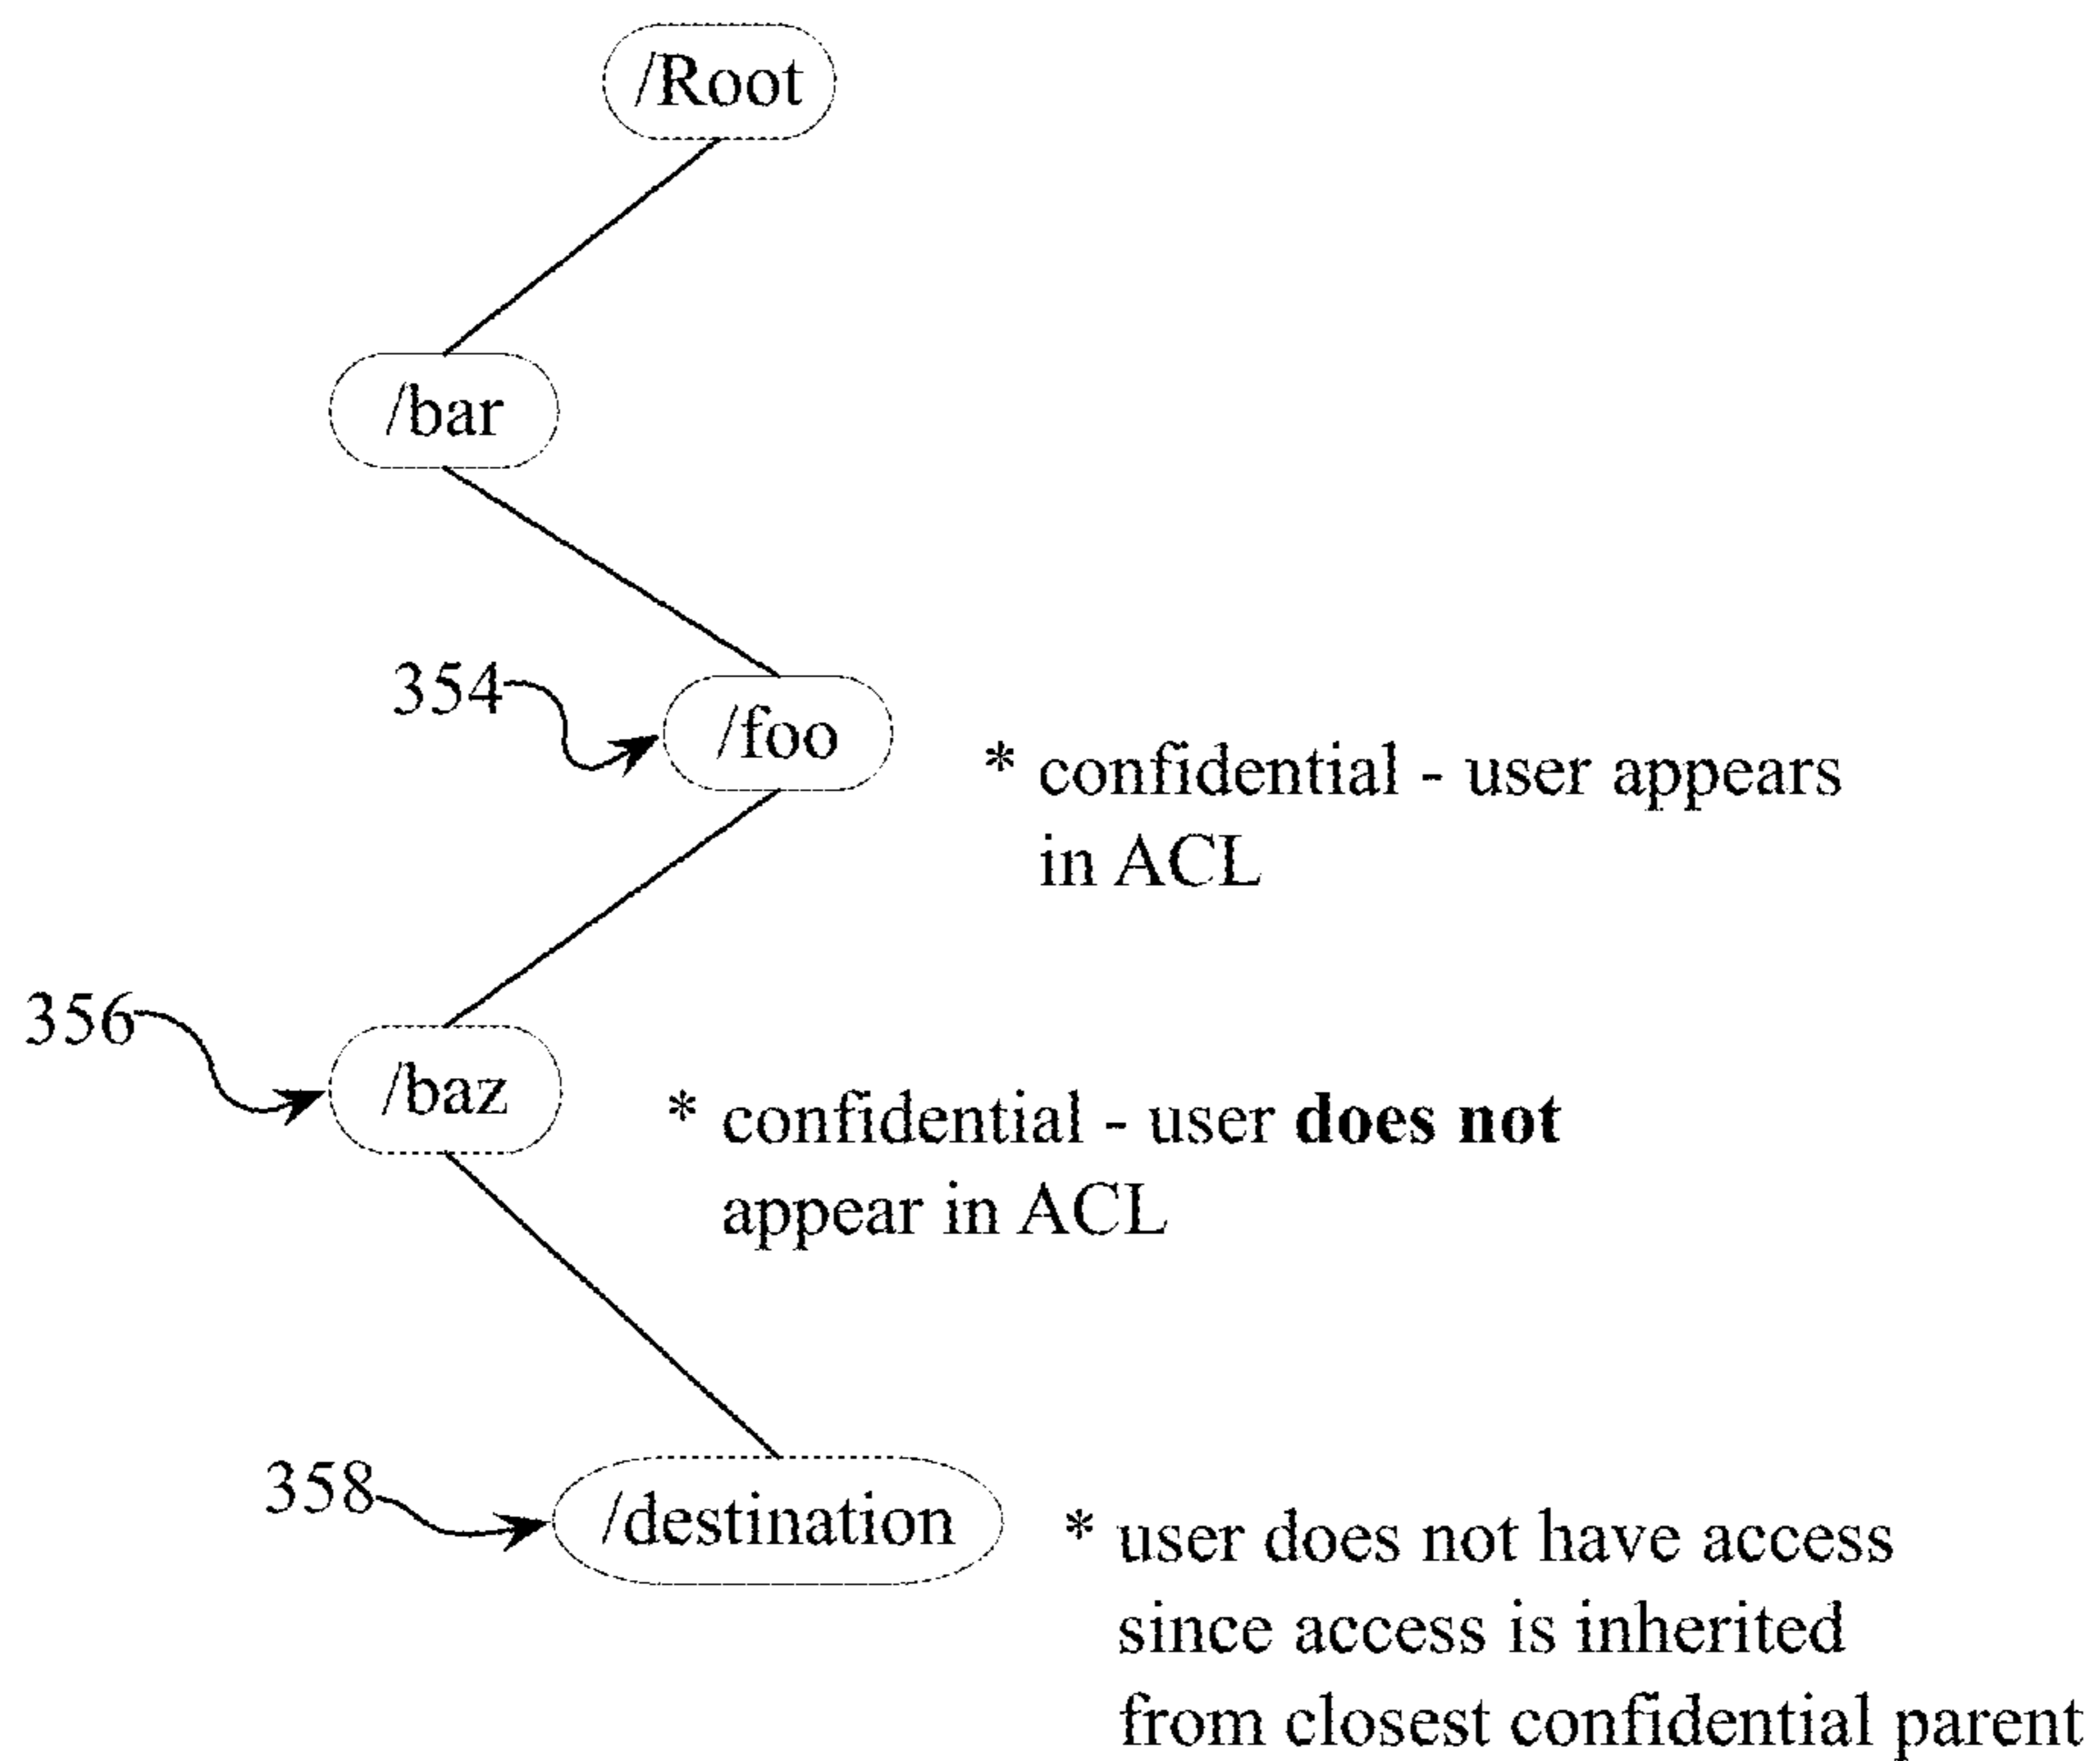 /Root
/bar
354
/foo
* confidential - user appears
in ACL
356
/baz
* confidential - user does not
appear in ACL
358
/destination
* user does not have access
since access is inherited
from closest confidential parent